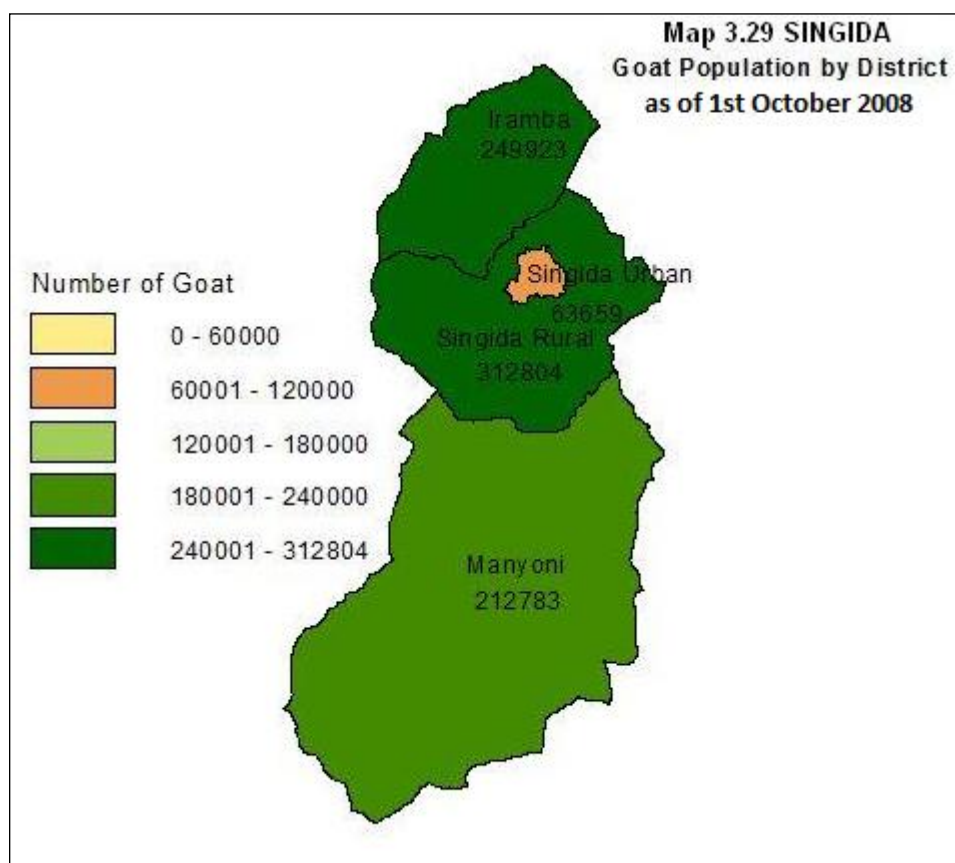 Map 3.29 SINGIDA
Goat Population by District
as of 1st October 2008
Iramba
249923
Singida Urban
63659
Singida Rural
312804
Manyoni
212783
Number of Goat
0 - 60000
60001 - 120000
120001 - 180000
180001 - 240000
240001 - 312804